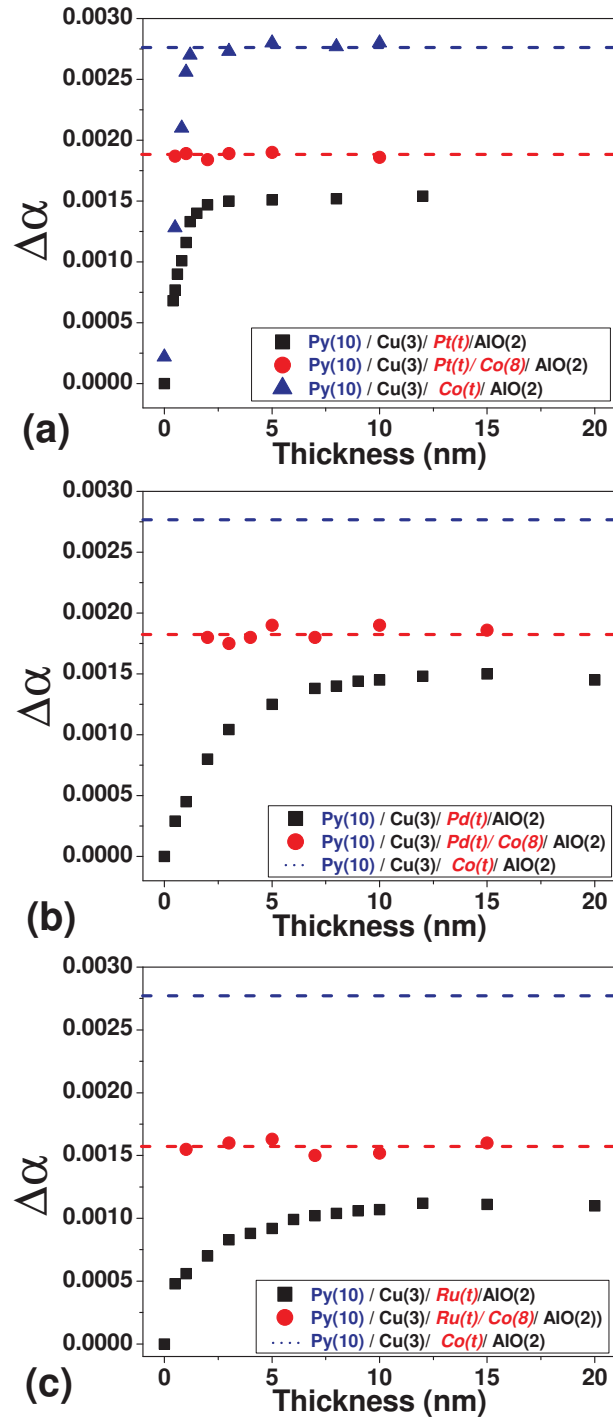 0.0030
0.0025
0.0020
0.0015
0.0010
0.0005
0.0000
Δα
Py(10) / Cu(3)/ Pt(t)/AlO(2)
Py(10) / Cu(3)/ Pt(t)/ Co(8)/ AlO(2)
Py(10) / Cu(3)/ Co(t)/ AlO(2)
0 5 10 15 20
(a)
Thickness (nm)
0.0030
0.0025
0.0020
0.0015
0.0010
0.0005
0.0000
Δα
Py(10) / Cu(3)/ Pd(t)/AlO(2)
Py(10) / Cu(3)/ Pd(t)/ Co(8)/ AlO(2)
Py(10) / Cu(3)/ Co(t)/ AlO(2)
0 5 10 15 20
(b)
Thickness (nm)
0.0030
0.0025
0.0020
0.0015
0.0010
0.0005
0.0000
Δα
Py(10) / Cu(3)/ Ru(t)/AlO(2)
Py(10) / Cu(3)/ Ru(t)/ Co(8)/ AlO(2))
Py(10) / Cu(3)/ Co(t)/ AlO(2)
0 5 10 15 20
(c)
Thickness (nm)